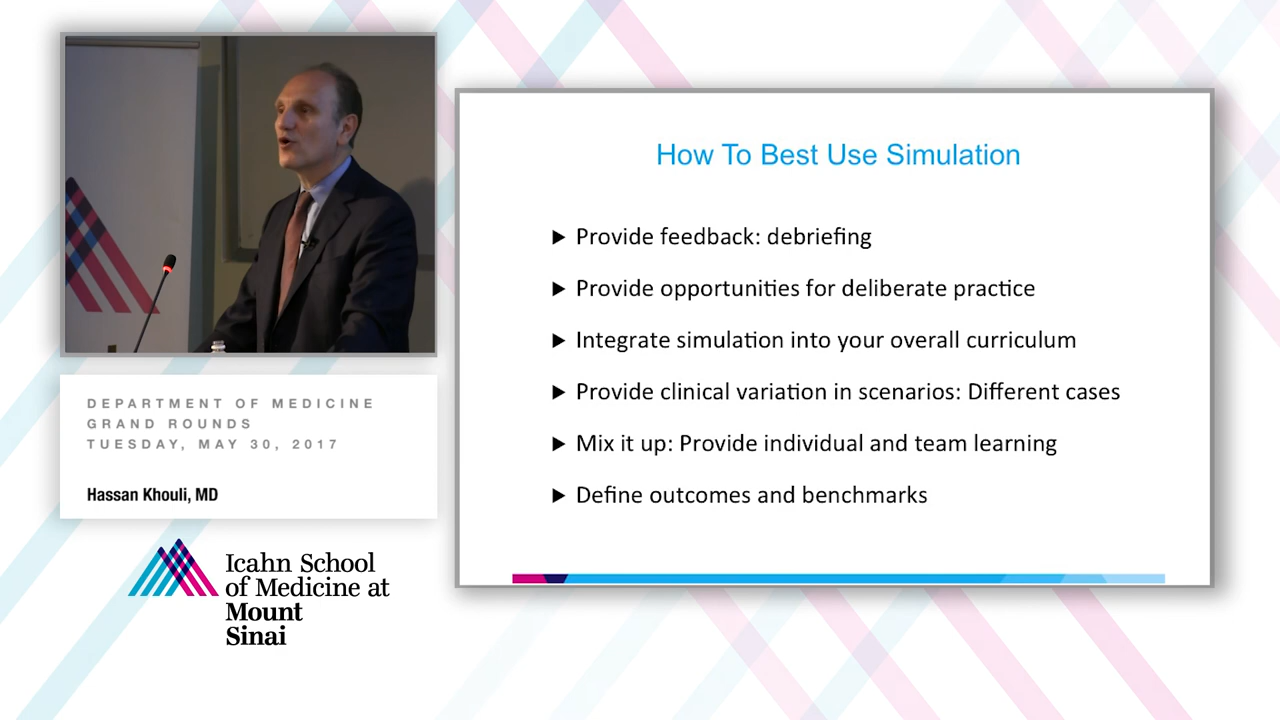 How To Best Use Simulation
▶ Provide feedback: debriefing
▶ Provide opportunities for deliberate practice
▶ Integrate simulation into your overall curriculum
▶ Provide clinical variation in scenarios: Different cases
▶ Mix it up: Provide individual and team learning
▶ Define outcomes and benchmarks
DEPARTMENT OF MEDICINE
GRAND ROUNDS
TUESDAY, MAY 30, 2017
Hassan Khouli, MD
Icahn School
of Medicine at
Mount
Sinai